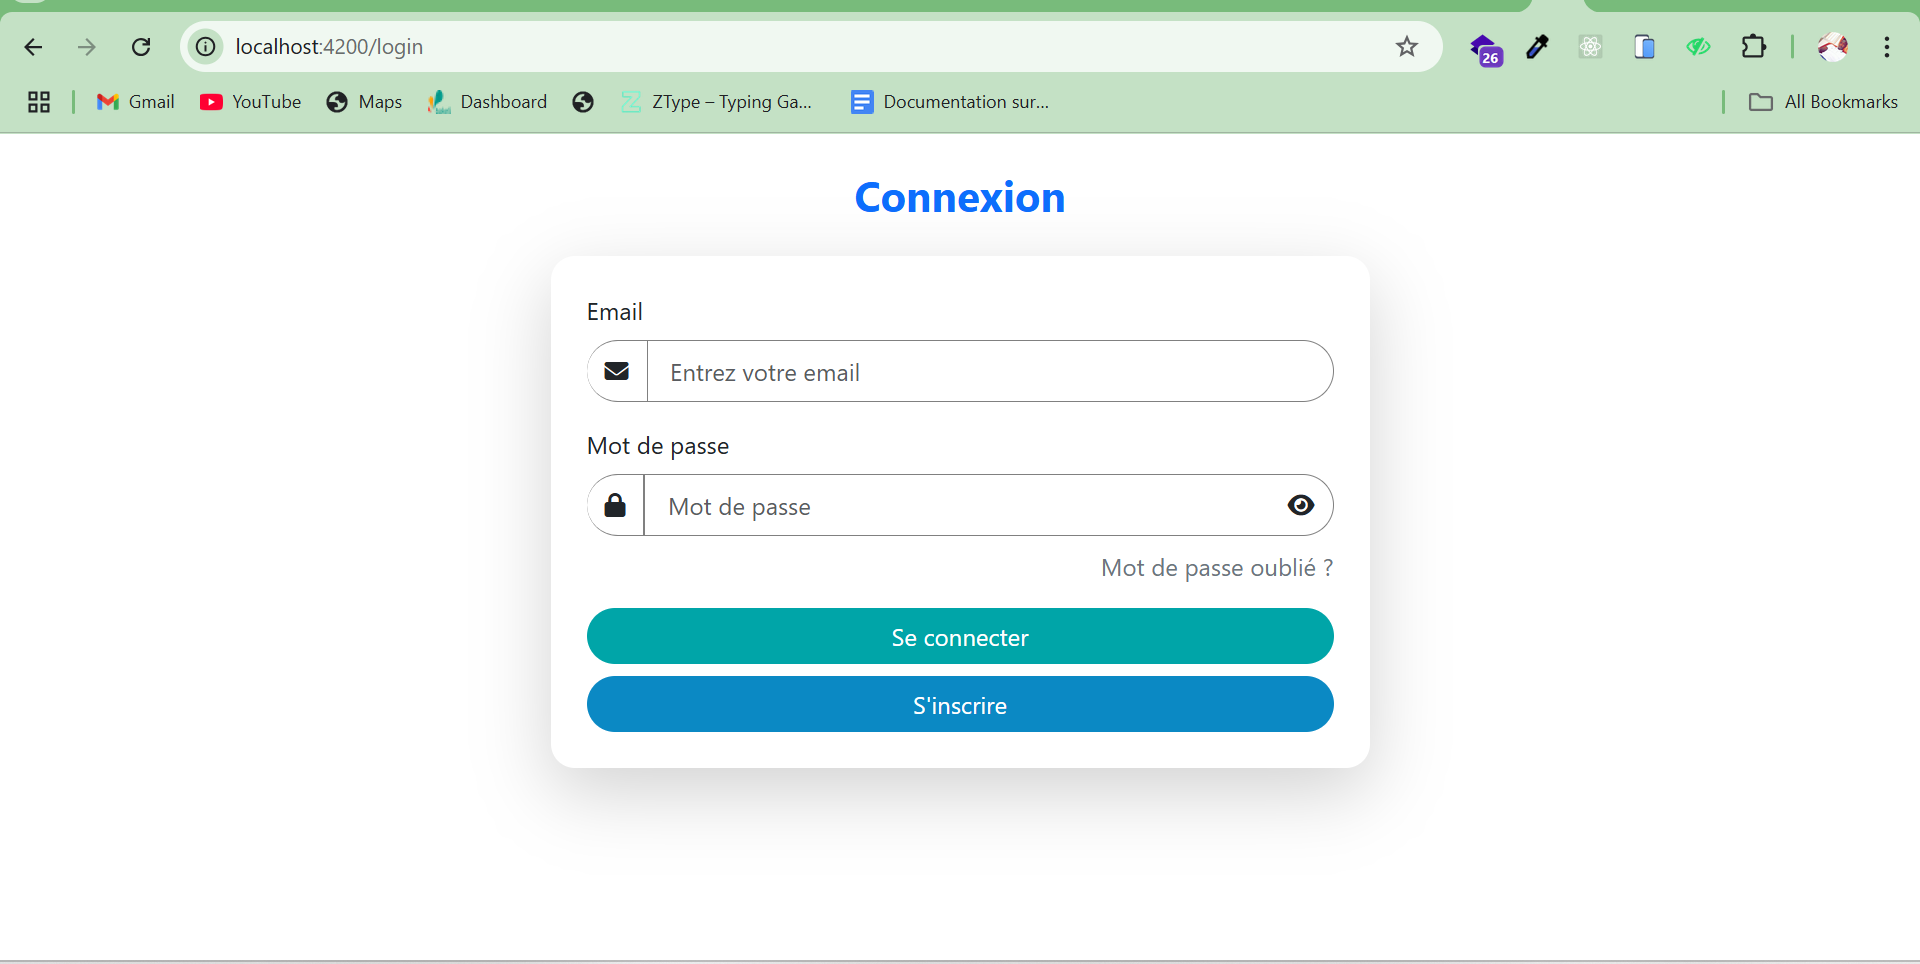 localhost:4200/login
26
Gmail
YouTube
Maps
Dashboard
ZType – Typing Ga...
Documentation sur...
All Bookmarks
Connexion
Email
Entrez votre email
Mot de passe
Mot de passe
Mot de passe oublié ?
Se connecter
S'inscrire